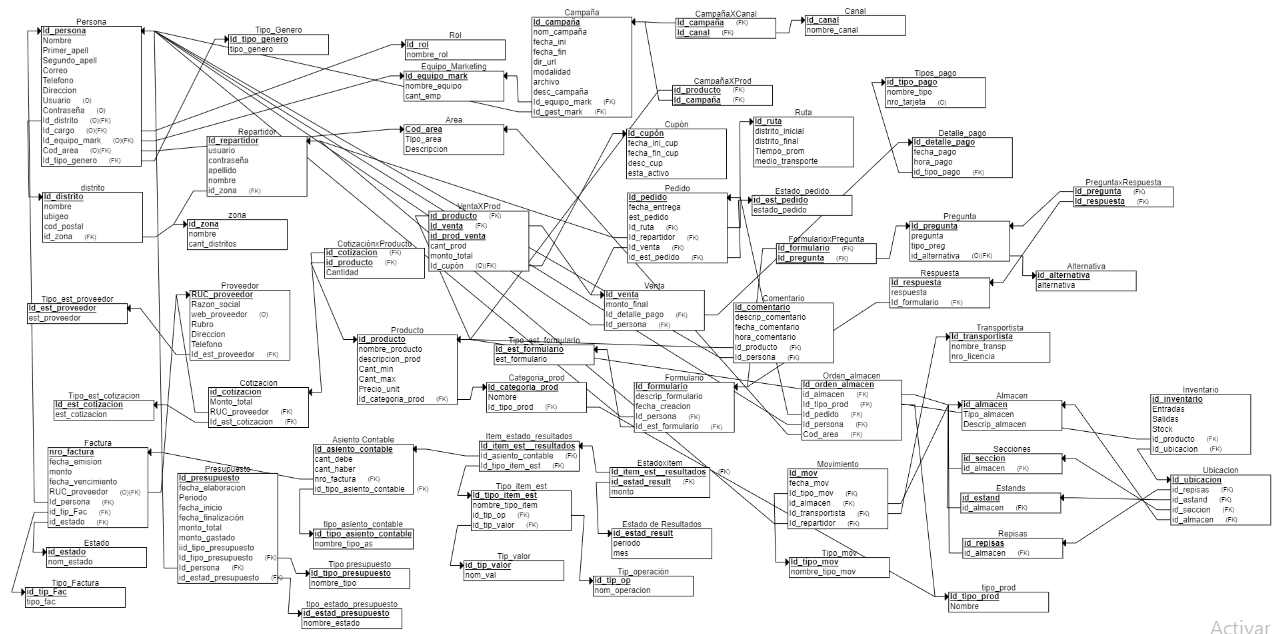 Persona
Id_persona
Nombre
Primer_apell
Segundo_apell
Correo
Telefono
Direccion
Usuario (O)
Contraseña (O)
Id_distrito (O)(FK)
Id_cargo (O)(FK)
Id_equipo_mark (O)(FK)
Cod_area (O)(FK)
Id_tipo_genero (FK)
Tipo_Genero
Id_tipo_genero
tipo_genero
Rol
Id_rol
nombre_rol
Equipo_Marketing
Id_equipo_mark
nombre_equipo
cant_emp
Campaña
Id_campaña
nom_campaña
fecha_ini
fecha_fin
dir_url
modalidad
archivo
desc_campaña
Id_equipo_mark (FK)
Id_gest_mark (FK)
CampañaXCanal
Id_campaña (FK)
Id_canal (FK)
Canal
Id_canal
nombre_canal
CampañaXProd
Id_producto (FK)
Id_campaña (FK)
Tipos_pago
id_tipo_pago
nombre_tipo
nro_tarjeta (O)
Repartidor
Id_repartidor
usuario
contraseña
apellido
nombre
id_zona (FK)
Area
Cod_area
Tipo_area
Descripcion
Cupón
Id_cupón
fecha_ini_cup
fecha_fin_cup
desc_cup
esta_activo
Ruta
Id_ruta
distrito_inicial
distrito_final
Tiempo_prom
medio_transporte
Detalle_pago
Id_detalle_pago
fecha_pago
hora_pago
id_tipo_pago (FK)
distrito
Id_distrito
nombre
ubigeo
cod_postal
id_zona (FK)
zona
id_zona
nombre
cant_distritos
VentaXProd
id_producto (FK)
Id_venta (FK)
id_prod_venta
cant_prod
monto_total
Id_cupón (O)(FK)
Pedido
Id_pedido
fecha_entrega
est_pedido
Id_ruta (FK)
Id_repartidor (FK)
Id_venta (FK)
Id_est_pedido (FK)
Estado_pedido
id_est_pedido
estado_pedido
PreguntaxRespuesta
Id_pregunta (FK)
Id_respuesta (FK)
Pregunta
Id_pregunta
pregunta
tipo_preg
id_alternativa (O)(FK)
FormularioxPregunta
Id_formulario (FK)
Id_pregunta (FK)
Alternativa
Id_alternativa
alternativa
Respuesta
Id_respuesta
respuesta
Id_formulario (FK)
CotizaciónxProducto
Id_cotizacion (FK)
id_producto (FK)
Cantidad
Tipo_est_proveedor
Id_est_proveedor
est_proveedor
Proveedor
RUC_proveedor
Razon_social
web_proveedor (O)
Rubro
Direccion
Telefono
Id_est_proveedor (FK)
Venta
Id_venta
monto_final
Id_detalle_pago (FK)
Id_persona (FK)
Comentario
Id_comentario
descrip_comentario
fecha_comentario
hora_comentario
Id_producto (FK)
Id_persona (FK)
Transportista
Id_transportista
nombre_transp
nro_licencia
Producto
Id_producto
nombre_producto
descripcion_prod
Cant_min
Cant_max
Precio_unit
Id_categoria_prod (FK)
Tipo_est_formulario
Id_est_formulario
est_formulario
Categoria_prod
Id_categoria_prod
Nombre
Id_tipo_prod (FK)
Formulario
Id_formulario
descrip_formulario
fecha_creacion
Id_persona (FK)
Id_est_formulario (FK)
Orden_almacen
Id_orden_almacen
id_almacen (FK)
Id_tipo_prod (FK)
Id_pedido (FK)
Id_persona (FK)
Cod_area (FK)
Almacen
Id_almacen
Tipo_almacen
Descrip_almacen
Inventario
id_inventario
Entradas
Salidas
Stock
Id_producto (FK)
Id_ubicacion (FK)
Tipo_est_cotizacion
Id_est_cotizacion
est_cotizacion
Cotizacion
id_cotizacion
Monto_total
RUC_proveedor (FK)
Id_est_cotizacion (FK)
Factura
nro_factura
fecha_emision
monto
fecha_vencimiento
RUC_proveedor (O)(FK)
Id_persona (FK)
id_tip_Fac (FK)
id_estado (FK)
Presupuesto
Id_presupuesto
fecha_elaboracion
Periodo
fecha_inicio
fecha_finalización
monto_total
monto_gastado
iid_tipo_presupuesto
Id_tipo_presupuesto (FK)
Id_persona (FK)
id_estad_presupuesto (FK)
Asiento Contable
Id_asiento_contable
cant_debe
cant_haber
nro_factura (FK)
Id_tipo_asiento_contable (FK)
Item_estado_resultados
Id_item_est__resultados
Id_asiento_contable (FK)
Id_tipo_item_est (FK)
EstadoxItem
Id_item_est__resultados (FK)
id_estad_result (FK)
monto
Movimiento
Id_mov
fecha_mov
Id_tipo_mov (FK)
id_almacen (FK)
Id_transportista (FK)
Id_repartidor (FK)
Secciones
id_seccion
Id_almacen (FK)
Ubicacion
Id_ubicacion
id_repisas (FK)
id_estand (FK)
id_seccion (FK)
id_almacen (FK)
Estands
id_estand
id_almacen (FK)
Repisas
id_repisas
id_almacen (FK)
Tipo_item_est
Id_tipo_item_est
nombre_tipo_item
id_tip_op (FK)
id_tip_valor (FK)
tipo_asiento_contable
Id_tipo_asiento_contable
nombre_tipo_as
Estado de Resultados
Id_estad_result
periodo
mes
Estado
id_estado
nom_estado
Tipo presupuesto
Id_tipo_presupuesto
nombre_tipo
Tip_valor
id_tip_valor
nom_val
Tip_operación
id_tip_op
nom_operacion
Tipo_mov
Id_tipo_mov
nombre_tipo_mov
Tipo_Factura
id_tip_Fac
tipo_fac
tipo_estado_presupuesto
id_estad_presupuesto
nombre_estado
tipo_prod
Id_tipo_prod
Nombre
Activar